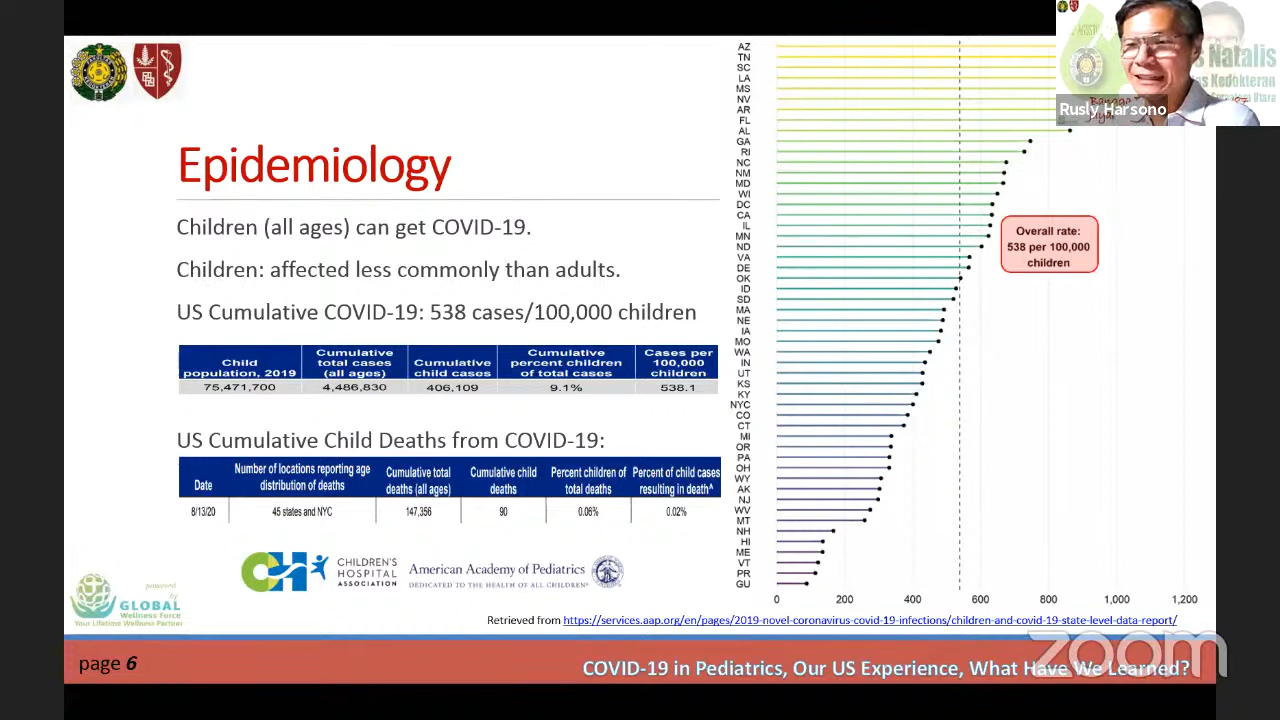 Epidemiology
Children (all ages) can get COVID-19.
Children: affected less commonly than adults.
US Cumulative COVID-19: 538 cases/100,000 children
Child population, 2019
Cumulative total cases (all ages)
Cumulative child cases
Cumulative percent children of total cases
Cases per 100,000 children
75,471,700 4,486,830 406,109 9.1% 538.1
US Cumulative Child Deaths from COVID-19:
Date
Number of locations reporting age distribution of deaths
Cumulative total deaths (all ages)
Cumulative child deaths
Percent children of total deaths
Percent of child cases resulting in death^
8/13/20 45 states and NYC 147,356 90 0.06% 0.02%
CHILDREN'S
HOSPITAL
ASSOCIATION
American Academy of Pediatrics
DEDICATED TO THE HEALTH OF ALL CHILDREN®
powered
by
GLOBAL
Wellness Force
Your Lifetime Wellness Partner
AZ
TN
SC
LA
MS
NV
AR
FL
AL
GA
RI
NC
NM
MD
WI
DC
CA
IL
MN
ND
VA
DE
OK
ID
SD
MA
NE
IA
MO
WA
IN
UT
KS
KY
NYC
CO
CT
MI
OR
PA
OH
WY
AK
NJ
WV
MT
NH
HI
ME
VT
PR
GU
0 200 400 600 800 1,000 1,200
Overall rate:
538 per 100,000
children
Rusly Harsono
s Natalis
as Kedokteran
Utara
Retrieved from https://services.aap.org/en/pages/2019-novel-coronavirus-covid-19-infections/children-and-covid-19-state-level-data-report/
page 6
COVID-19 in Pediatrics, Our US Experience, What Have We Learned?
zoom